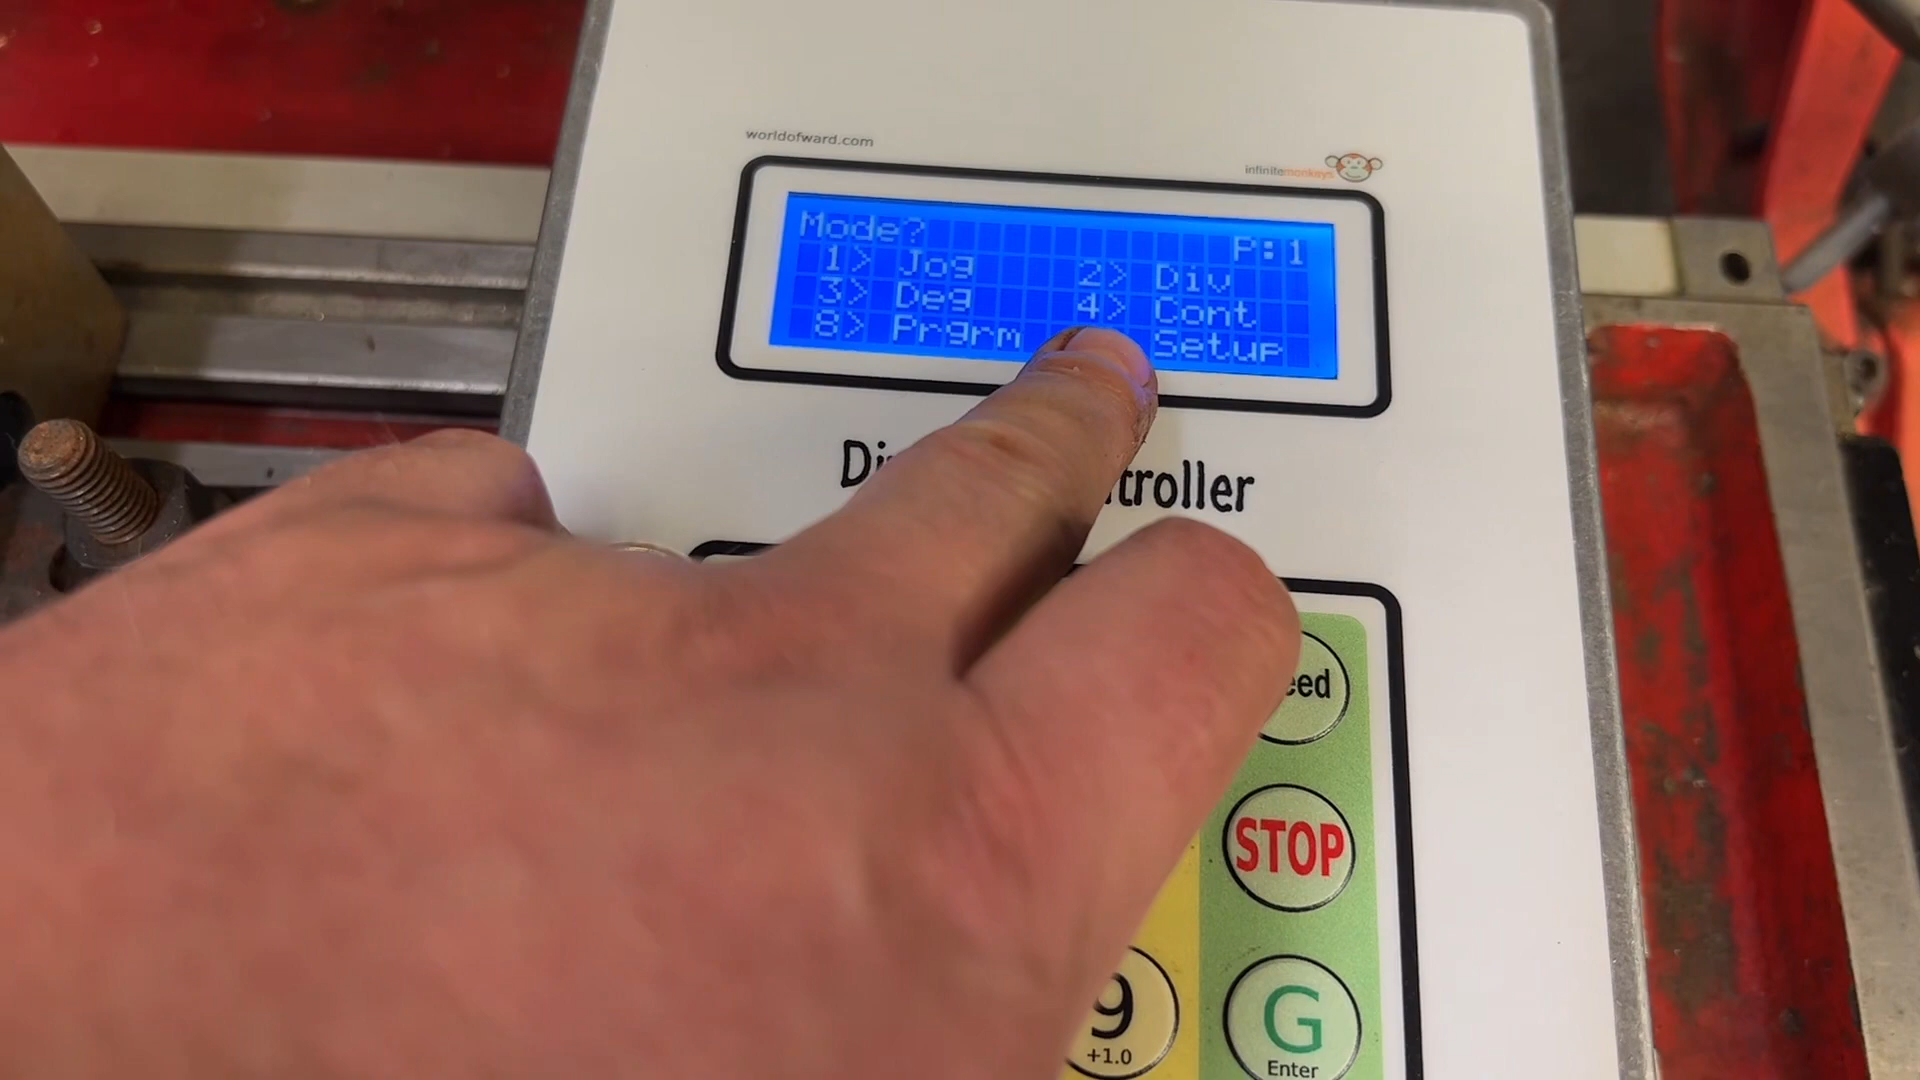 worldofward.com
infinitemonkeys
Mode? P:1
1> Jog 2> Div
3> Deg 4> Cont
8> Prgrm Setup
Di troller
eed
STOP
9
+1.0
G
Enter